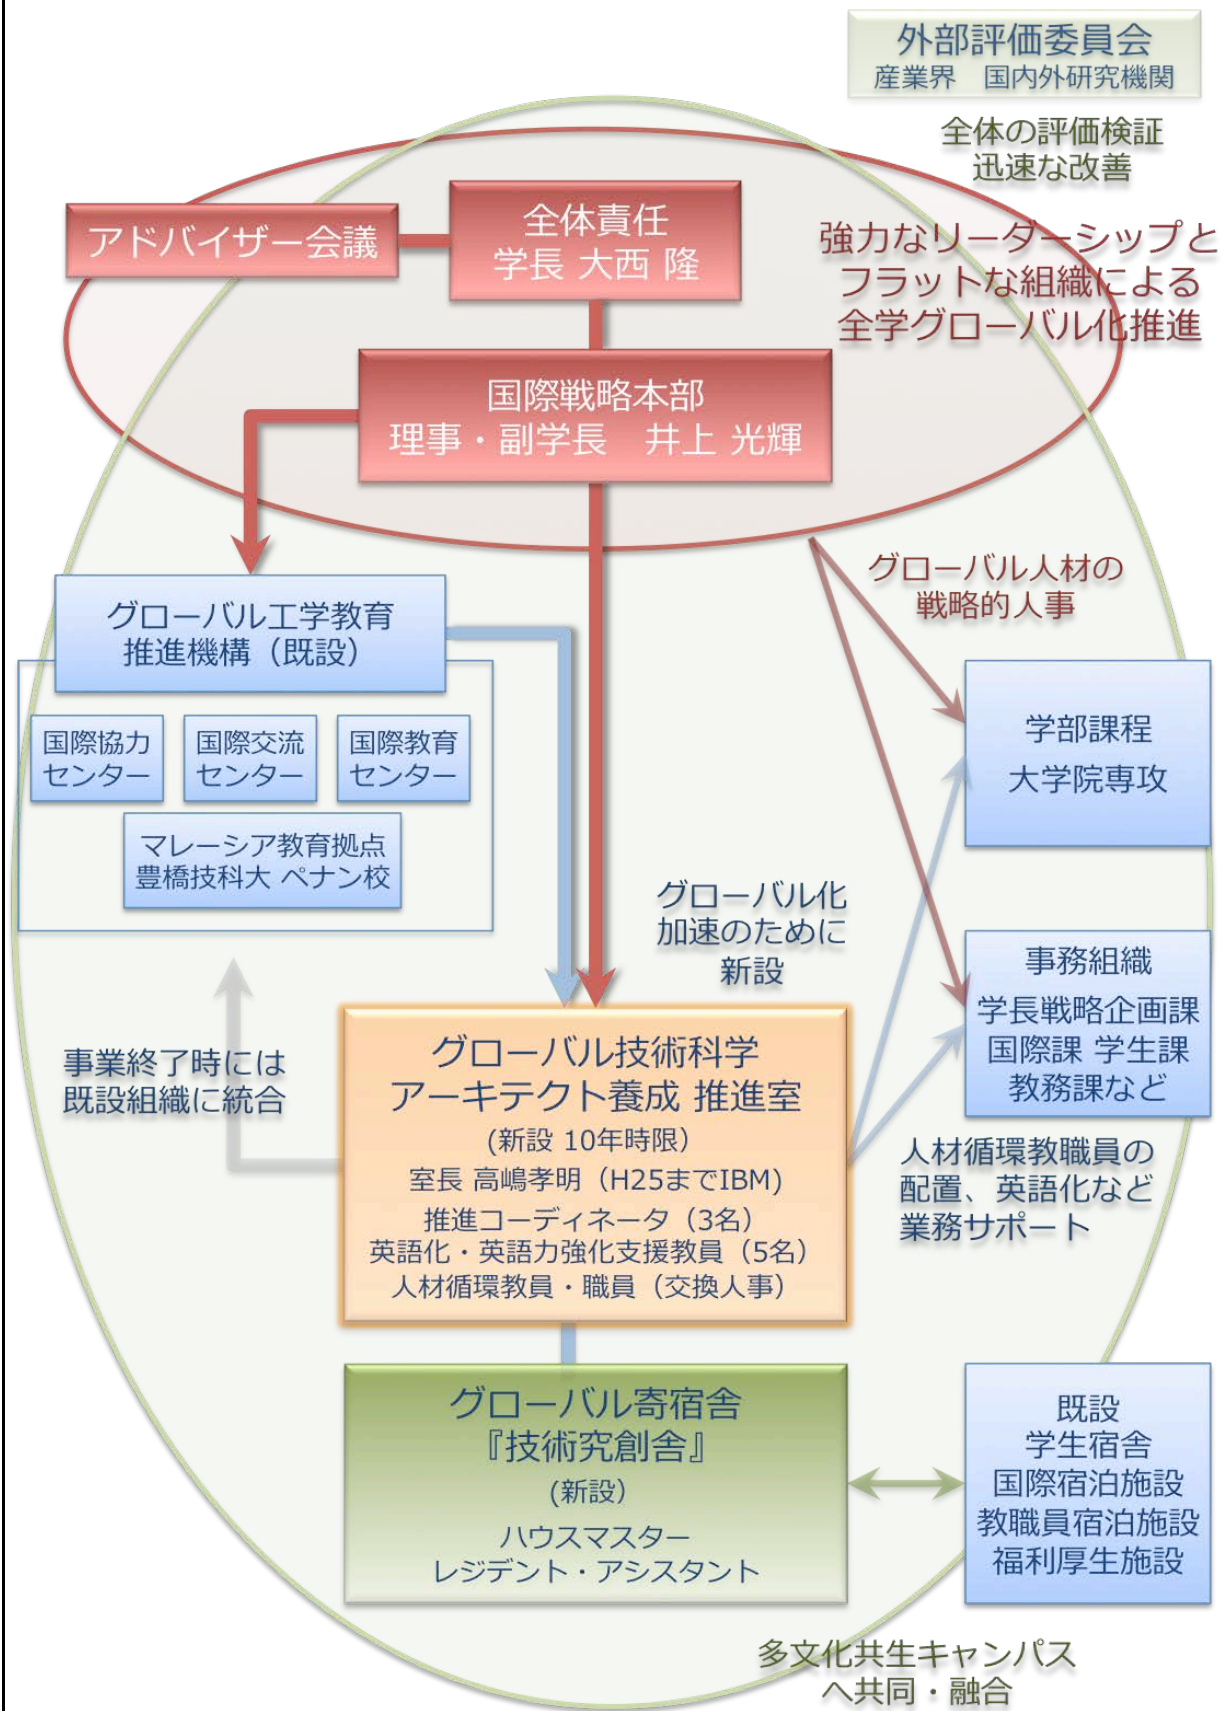 外部評価委員会
産業界　国内外研究機関
全体の評価検証
迅速な改善
アドバイザー会議
全体責任
学長 大西 隆
強力なリーダーシップと
フラットな組織による
全学グローバル化推進
国際戦略本部
理事・副学長　井上 光輝
グローバル人材の
戦略的人事
グローバル工学教育
推進機構（既設）
国際協力
センター
国際交流
センター
国際教育
センター
マレーシア教育拠点
豊橋技科大 ペナン校
学部課程
大学院専攻
グローバル化
加速のために
新設
事務組織
学長戦略企画課
国際課 学生課
教務課など
事業終了時には
既設組織に統合
グローバル技術科学
アーキテクト養成 推進室
(新設 10年時限）
室長 高嶋孝明（H25までIBM)
推進コーディネータ（3名）
英語化・英語力強化支援教員（5名）
人材循環教員・職員（交換人事）
人材循環教職員の
配置、英語化など
業務サポート
グローバル寄宿舎
『技術究創舎』
(新設）
ハウスマスター
レジデント・アシスタント
既設
学生宿舎
国際宿泊施設
教職員宿泊施設
福利厚生施設
多文化共生キャンパス
へ共同・融合